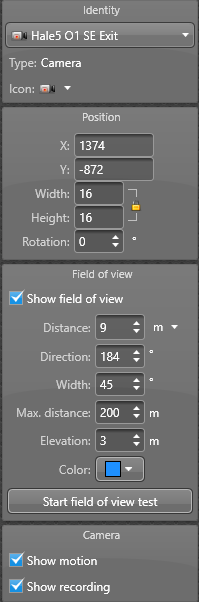 Identity
Hale5 O1 SE Exit
Type: Camera
Icon:
Position
X: 1374
Y: -872
Width: 16
Height: 16
Rotation: 0 °
Field of view
Show field of view
Distance: 9 m
Direction: 184 °
Width: 45 °
Max. distance: 200 m
Elevation: 3 m
Color:
Start field of view test
Camera
Show motion
Show recording